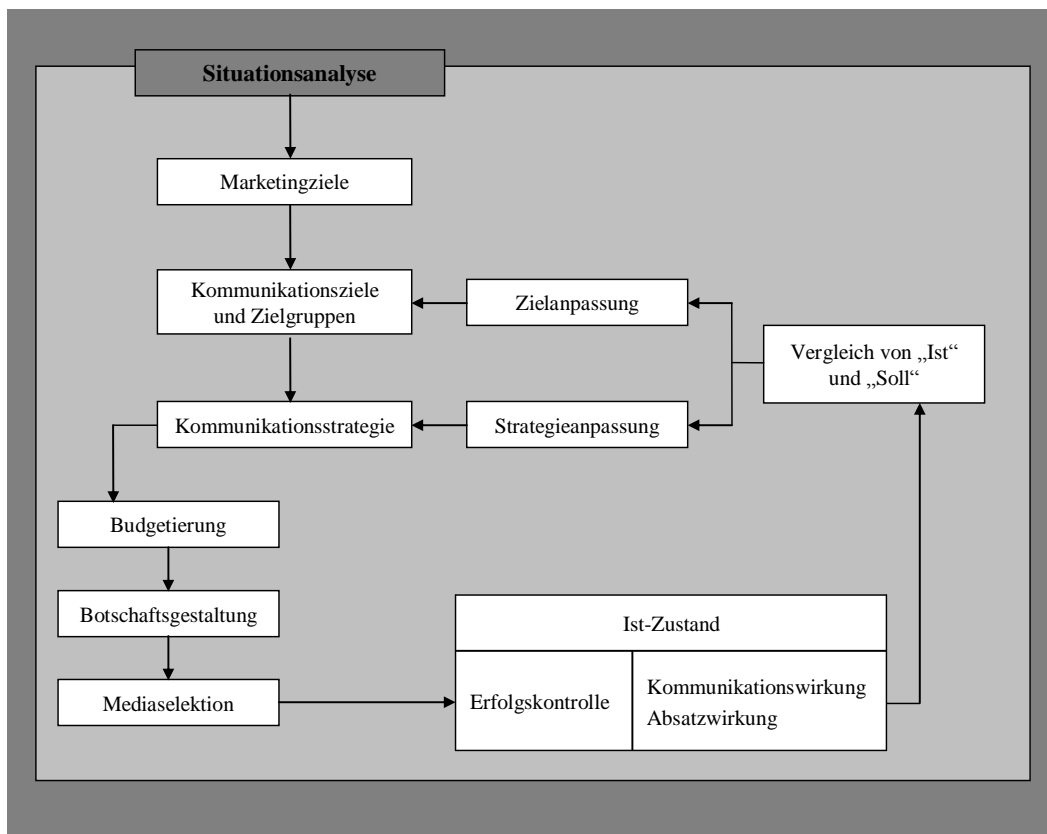 Situationsanalyse
Marketingziele
Kommunikationsziele
und Zielgruppen
Zielanpassung
Vergleich von „Ist“
und „Soll“
Kommunikationsstrategie
Strategieanpassung
Budgetierung
Botschaftsgestaltung
Mediaselektion
Ist-Zustand
Erfolgskontrolle
Kommunikationswirkung
Absatzwirkung